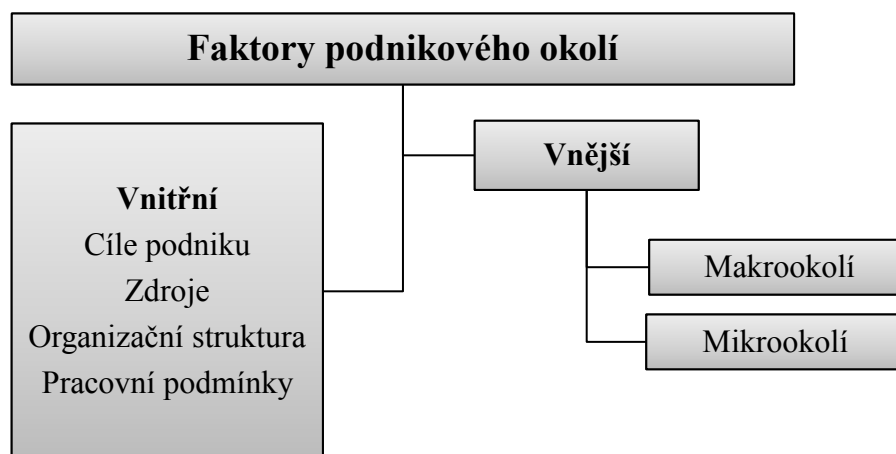 Faktory podnikového okolí
Vnitřní
Cíle podniku
Zdroje
Organizační struktura
Pracovní podmínky
Vnější
Makrookolí
Mikrookolí